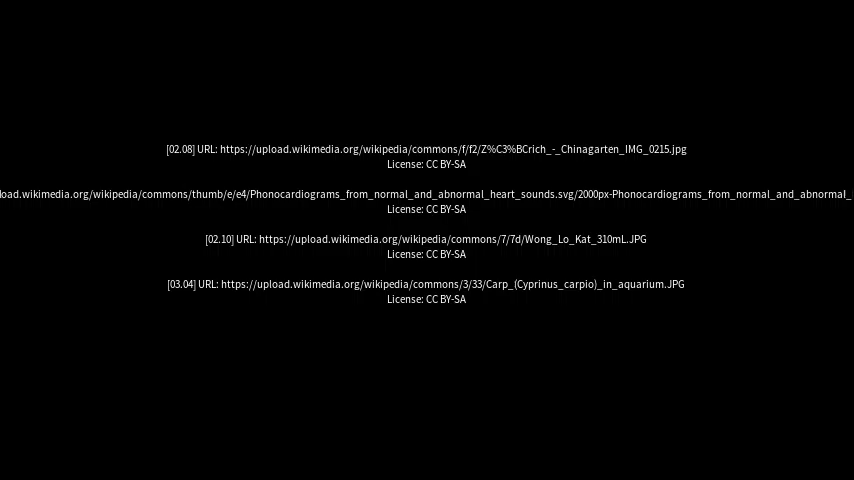 [02.08] URL: https://upload.wikimedia.org/wikipedia/commons/f/f2/Z%C3%BCrich_-_Chinagarten_IMG_0215.jpg
License: CC BY-SA
load.wikimedia.org/wikipedia/commons/thumb/e/e4/Phonocardiograms_from_normal_and_abnormal_heart_sounds.svg/2000px-Phonocardiograms_from_normal_and_abnormal_
License: CC BY-SA
[02.10] URL: https://upload.wikimedia.org/wikipedia/commons/7/7d/Wong_Lo_Kat_310mL.JPG
License: CC BY-SA
[03.04] URL: https://upload.wikimedia.org/wikipedia/commons/3/33/Carp_(Cyprinus_carpio)_in_aquarium.JPG
License: CC BY-SA